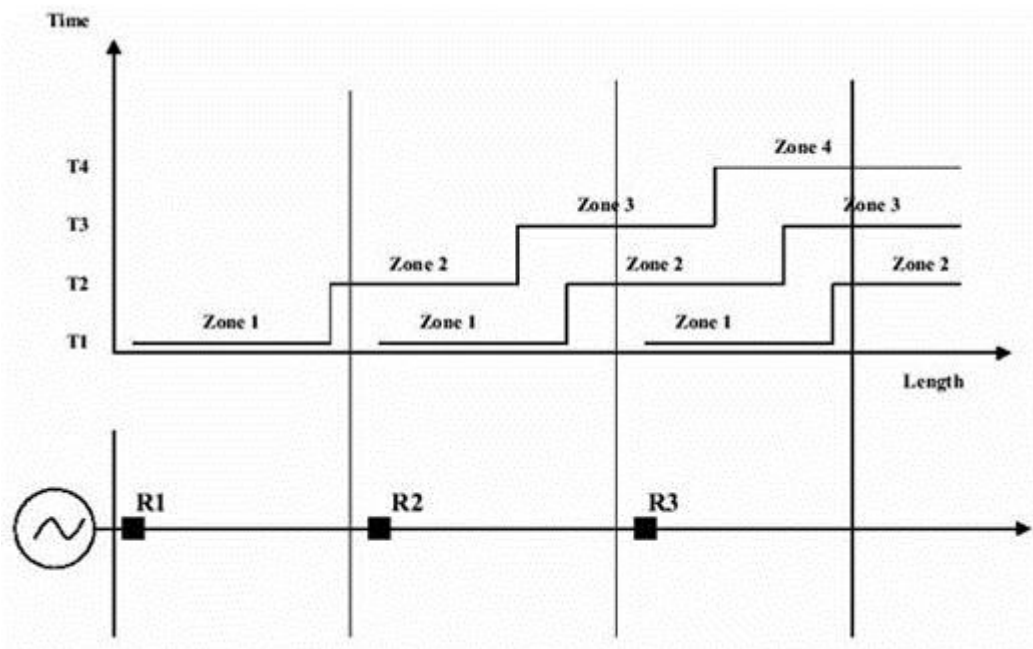 Time
T4
Zone 4
T3
Zone 3
Zone 3
T2
Zone 2
Zone 2
Zone 2
T1
Zone 1
Zone 1
Zone 1
Length
R1
R2
R3